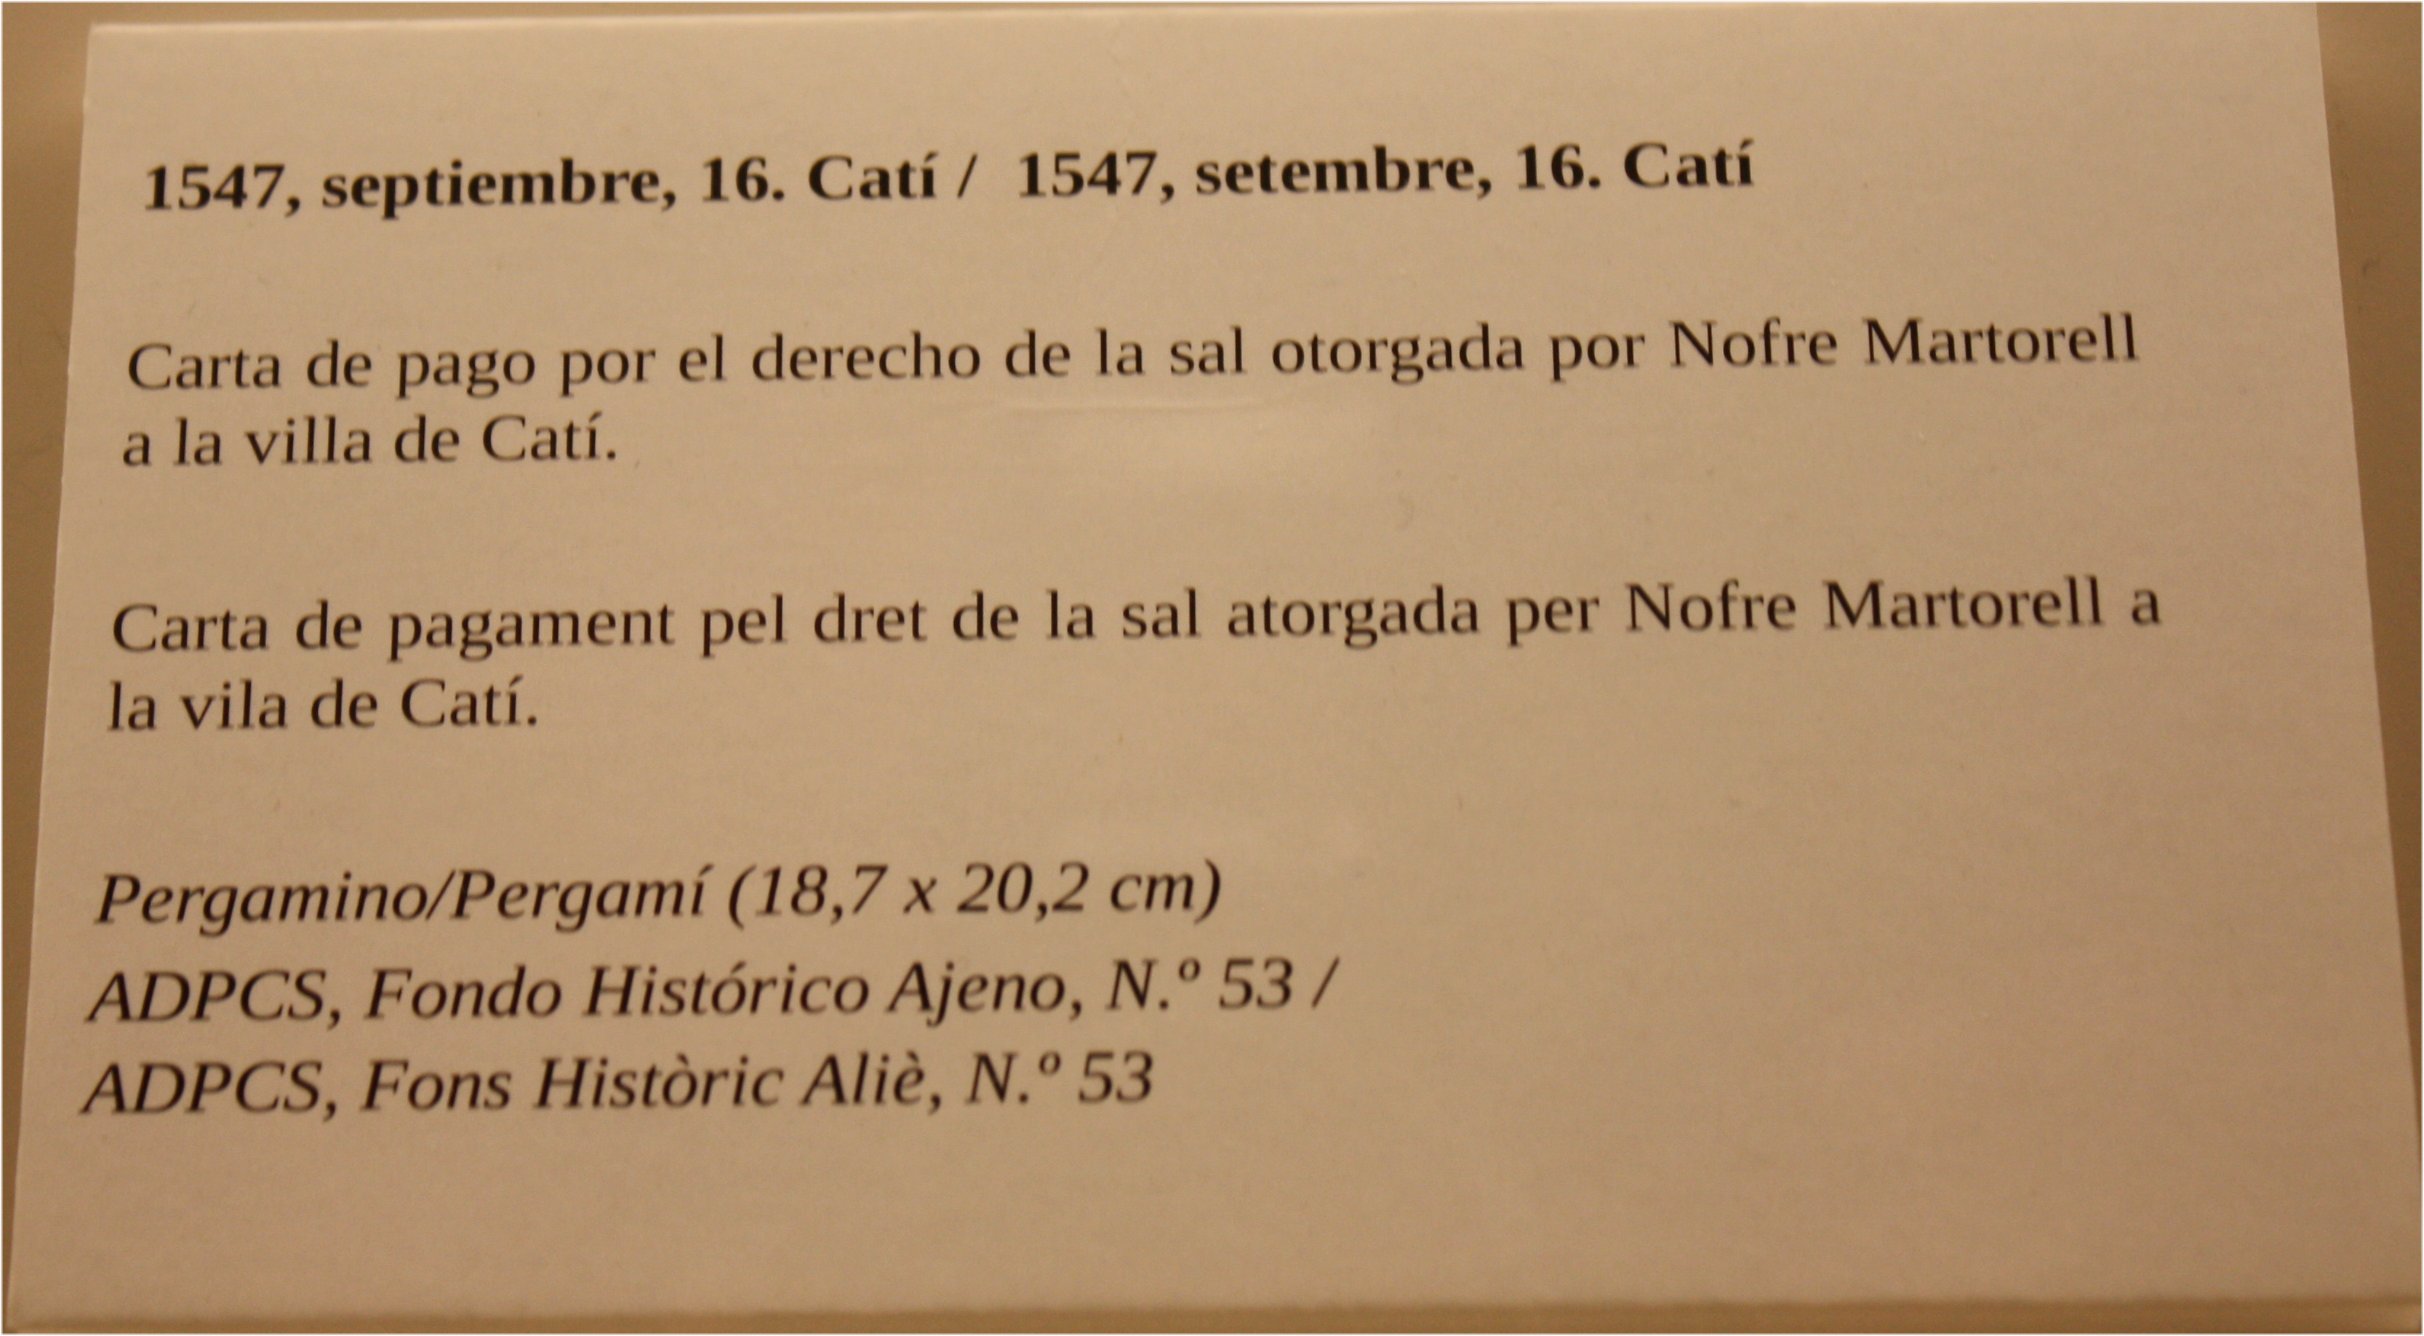 1547, septiembre, 16. Catí / 1547, setembre, 16. Catí
Carta de pago por el derecho de la sal otorgada por Nofre Martorell
a la villa de Catí.
Carta de pagament pel dret de la sal atorgada per Nofre Martorell a
la vila de Catí.
Pergamino/Pergamí (18,7 x 20,2 cm)
ADPCS, Fondo Histórico Ajeno, N.º 53 /
ADPCS, Fons Històric Aliè, N.º 53